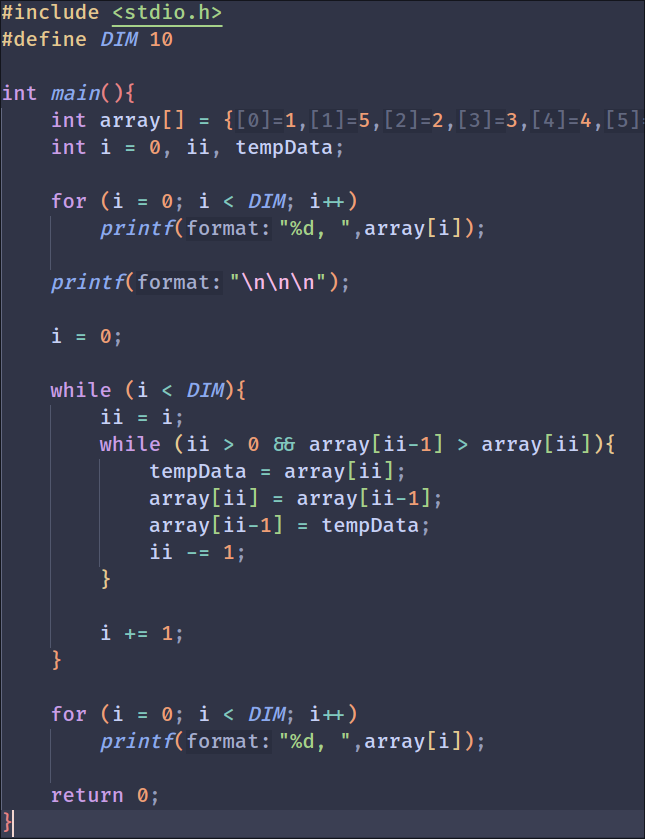 #include <stdio.h>
#define DIM 10

int main(){
    int array[] = {[0]=1,[1]=5,[2]=2,[3]=3,[4]=4,[5]=
    int i = 0, ii, tempData;

    for (i = 0; i < DIM; i++)
        printf(format: "%d, ",array[i]);

    printf(format: "\n\n\n");

    i = 0;

    while (i < DIM){
        ii = i;
        while (ii > 0 && array[ii-1] > array[ii]){
            tempData = array[ii];
            array[ii] = array[ii-1];
            array[ii-1] = tempData;
            ii -= 1;
        }

        i += 1;
    }

    for (i = 0; i < DIM; i++)
        printf(format: "%d, ",array[i]);

    return 0;
}